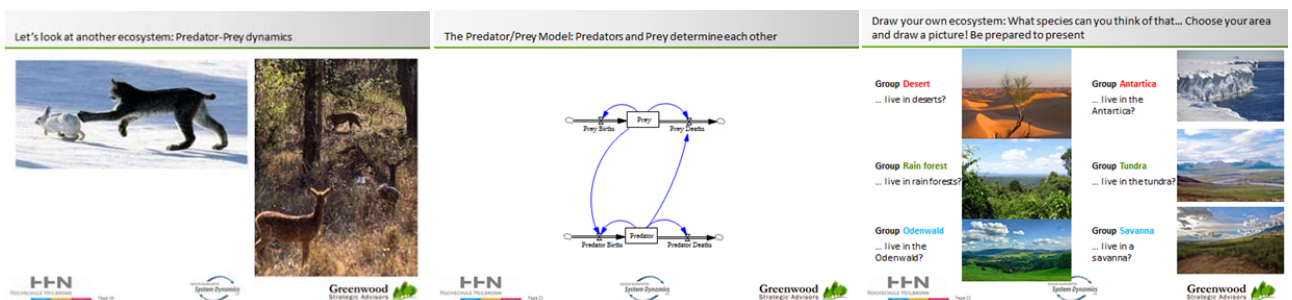 Let's look at another ecosystem: Predator-Prey dynamics
HHN
HOCHSCHULE HEILBRONN
System Dynamics
Greenwood
Strategic Advisors
The Predator/Prey Model: Predators and Prey determine each other
Prey Births
Prey
Prey Deaths
Predator Births
Predator
Predator Deaths
HHN
HOCHSCHULE HEILBRONN
Page 21
System Dynamics
Greenwood
Strategic Advisors
Draw your own ecosystem: What species can you think of that... Choose your area
and draw a picture! Be prepared to present
Group Desert
... live in deserts?
Group Antartica
... live in the
Antartica?
Group Rain forest
... live in rainforests?
Group Tundra
... live in the tundra?
Group Odenwald
... live in the
Odenwald?
Group Savanna
... live in a
savanna?
HHN
HOCHSCHULE HEILBRONN
Page 22
System Dynamics
Greenwood
Strategic Advisors